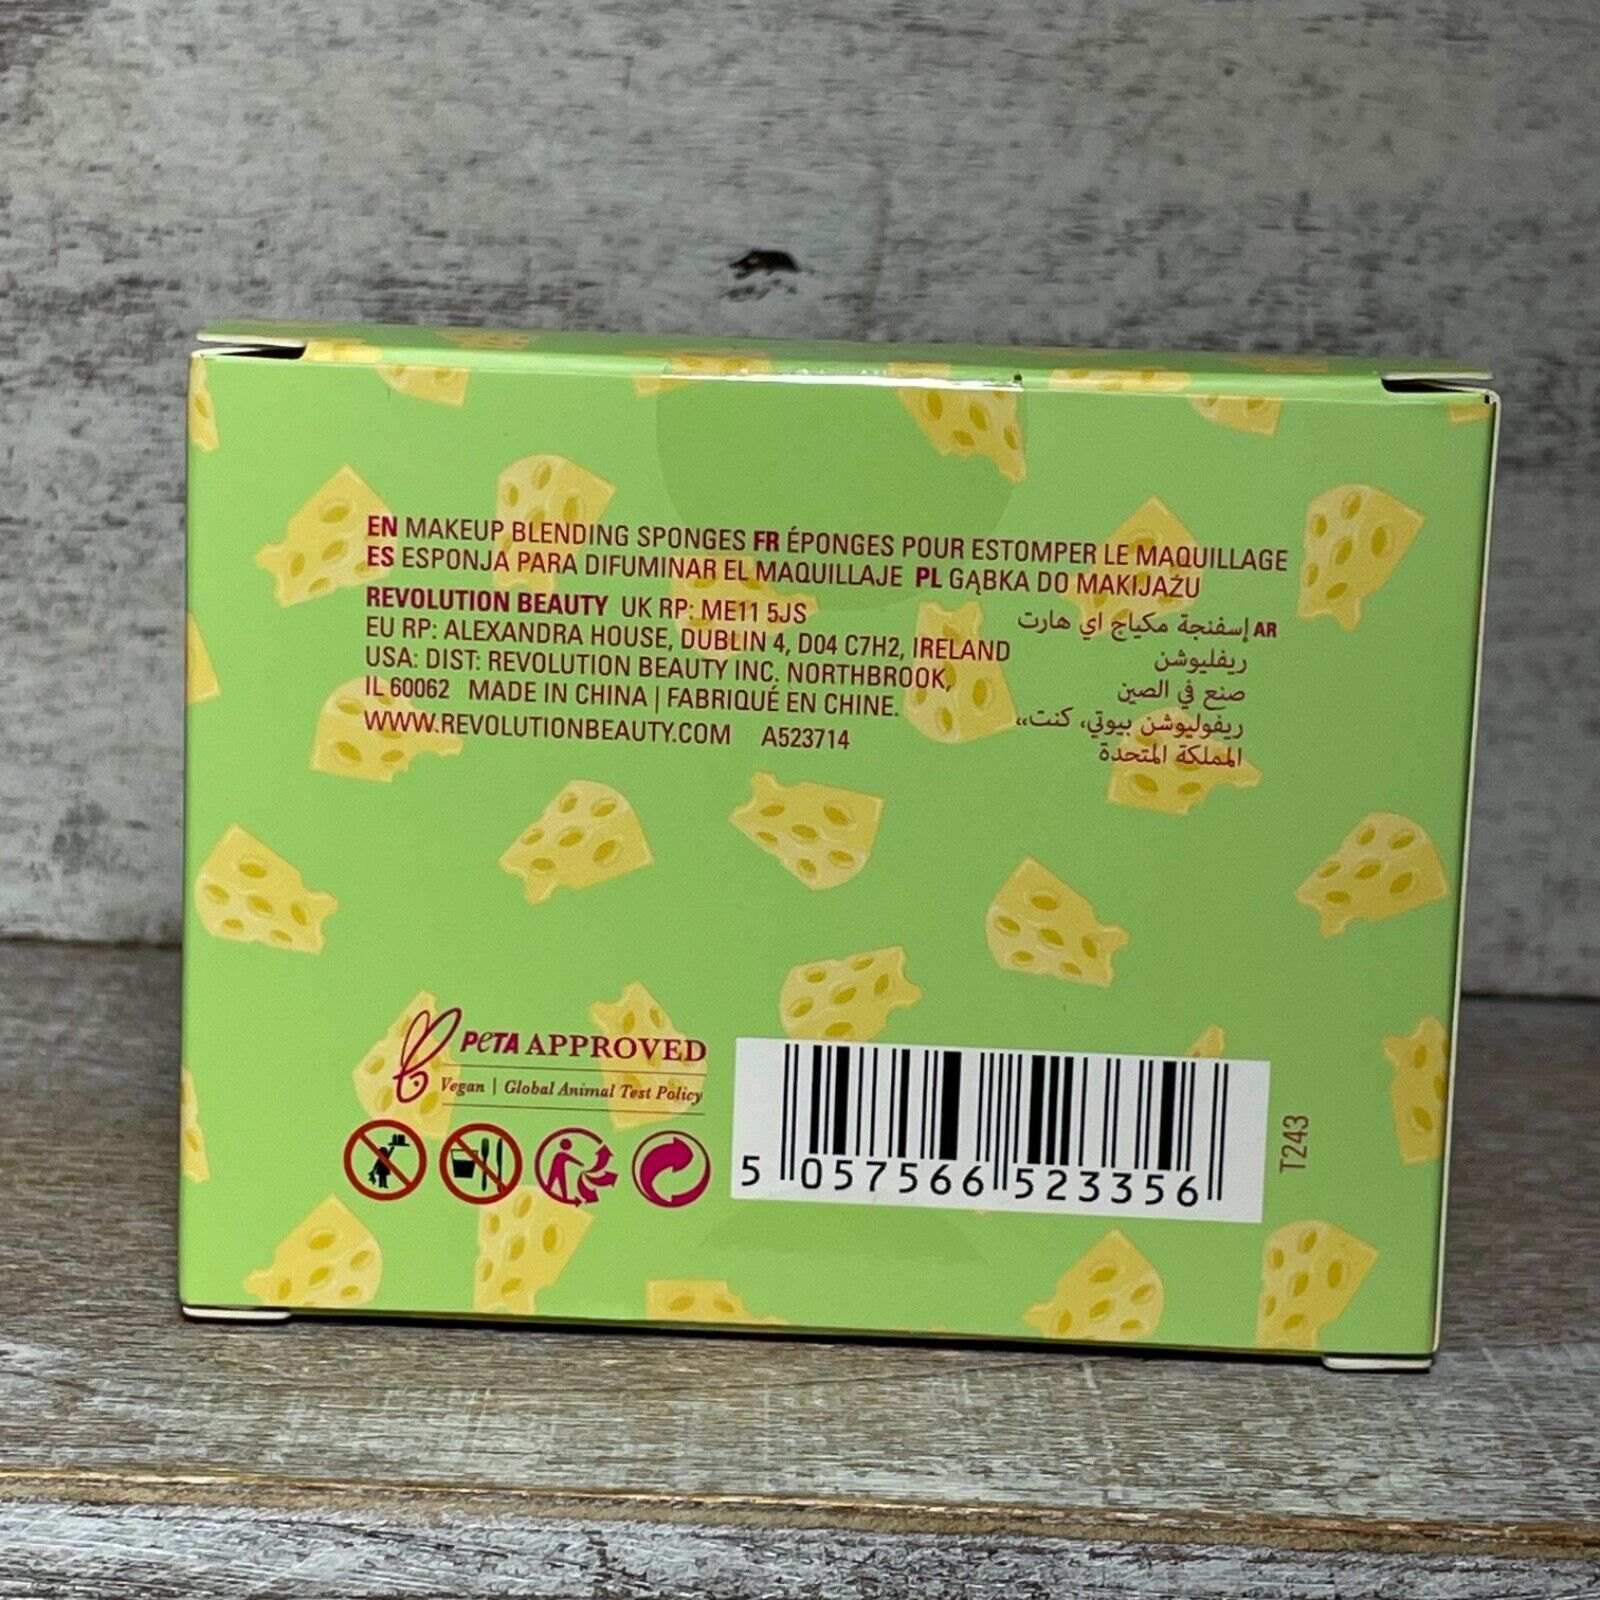 EN MAKEUP BLENDING SPONGES FR ÉPONGES POUR ESTOMPER LE MAQUILLAGE
ES ESPONJA PARA DIFUMINAR EL MAQUILLAJE PL GĄBKA DO MAKIJAŻU
REVOLUTION BEAUTY UK RP: ME11 5JS
EU RP: ALEXANDRA HOUSE, DUBLIN 4, D04 C7H2, IRELAND
USA: DIST: REVOLUTION BEAUTY INC. NORTHBROOK,
IL 60062 MADE IN CHINA | FABRIQUÉ EN CHINE.
WWW.REVOLUTIONBEAUTY.COM A523714
AR إسفنجة مكياج اي هارت
ريفليوشن
صنع في الصين
ريفوليوشن بيوتي، كنت،،
المملكة المتحدة
PETA APPROVED
Vegan | Global Animal Test Policy
5 057566 523356
T243